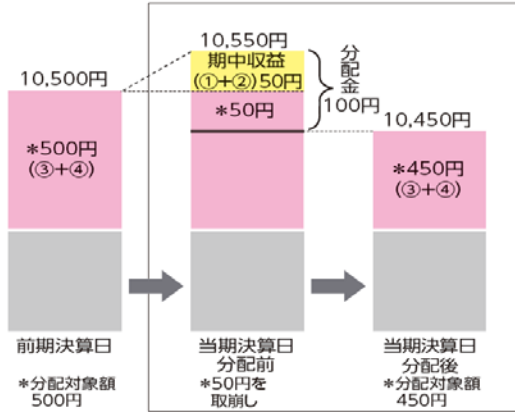 10,500円
*500円
(③+④)
前期決算日
*分配対象額
500円
10,550円
期中収益
(①+②)50円
*50円
分配金
100円
当期決算日
分配前
*50円を
取崩し
10,450円
*450円
(③+④)
当期決算日
分配後
*分配対象額
450円